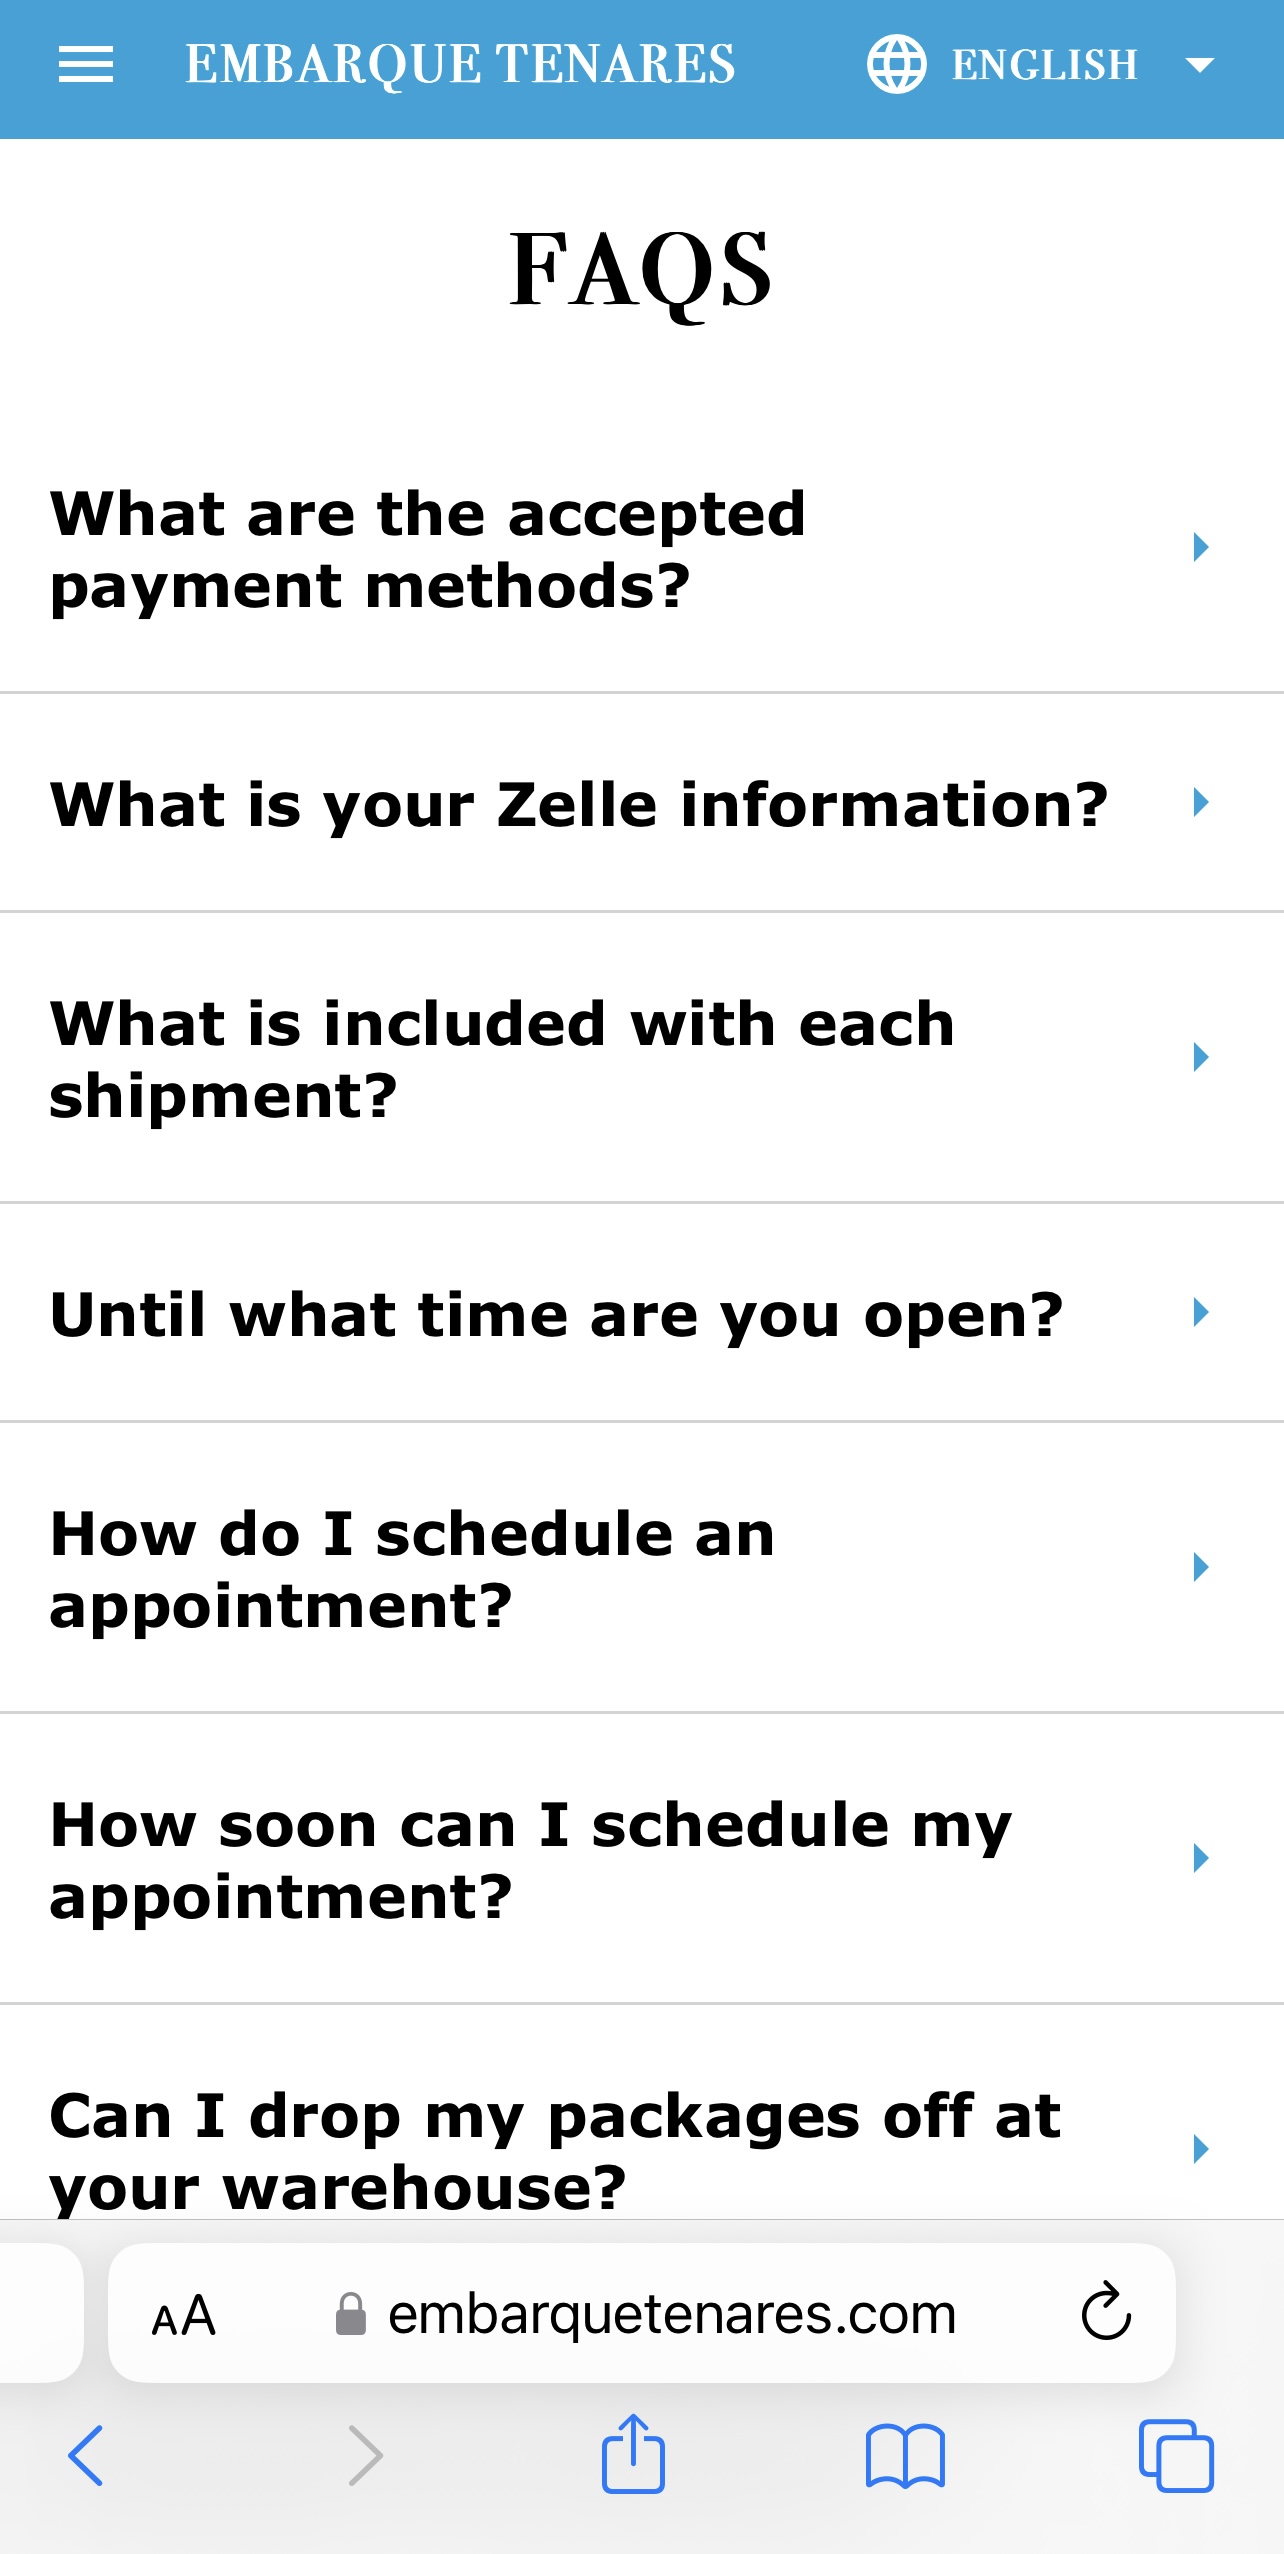 EMBARQUE TENARES ENGLISH
FAQS
What are the accepted
payment methods?
What is your Zelle information?
What is included with each
shipment?
Until what time are you open?
How do I schedule an
appointment?
How soon can I schedule my
appointment?
Can I drop my packages off at
your warehouse?
AA embarquetenares.com